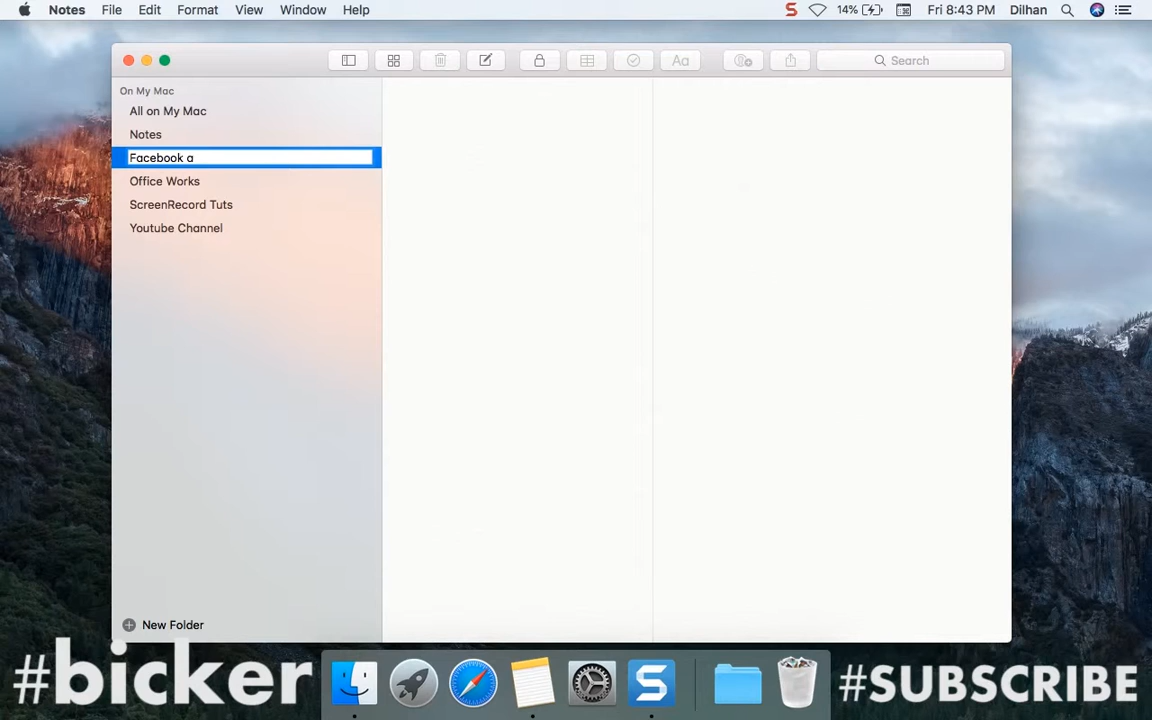 Notes File Edit Format View Window Help 14% Fri 8:43 PM Dilhan
Search
On My Mac
All on My Mac
Notes
Facebook a
Office Works
ScreenRecord Tuts
Youtube Channel
New Folder
#bicker
#SUBSCRIBE